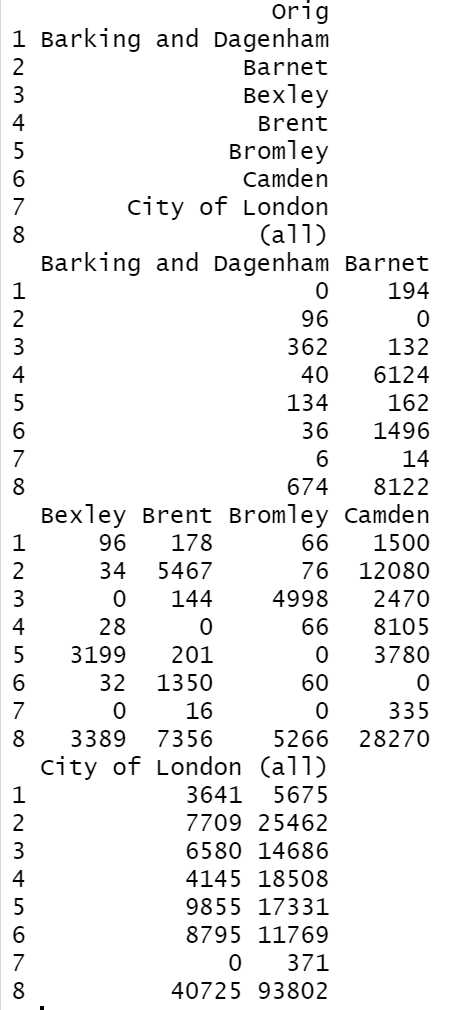 Orig
1 Barking and Dagenham
2 Barnet
3 Bexley
4 Brent
5 Bromley
6 Camden
7 City of London
8 (all)
Barking and Dagenham Barnet
1 0 194
2 96 0
3 362 132
4 40 6124
5 134 162
6 36 1496
7 6 14
8 674 8122
Bexley Brent Bromley Camden
1 96 178 66 1500
2 34 5467 76 12080
3 0 144 4998 2470
4 28 0 66 8105
5 3199 201 0 3780
6 32 1350 60 0
7 0 16 0 335
8 3389 7356 5266 28270
City of London (all)
1 3641 5675
2 7709 25462
3 6580 14686
4 4145 18508
5 9855 17331
6 8795 11769
7 0 371
8 40725 93802